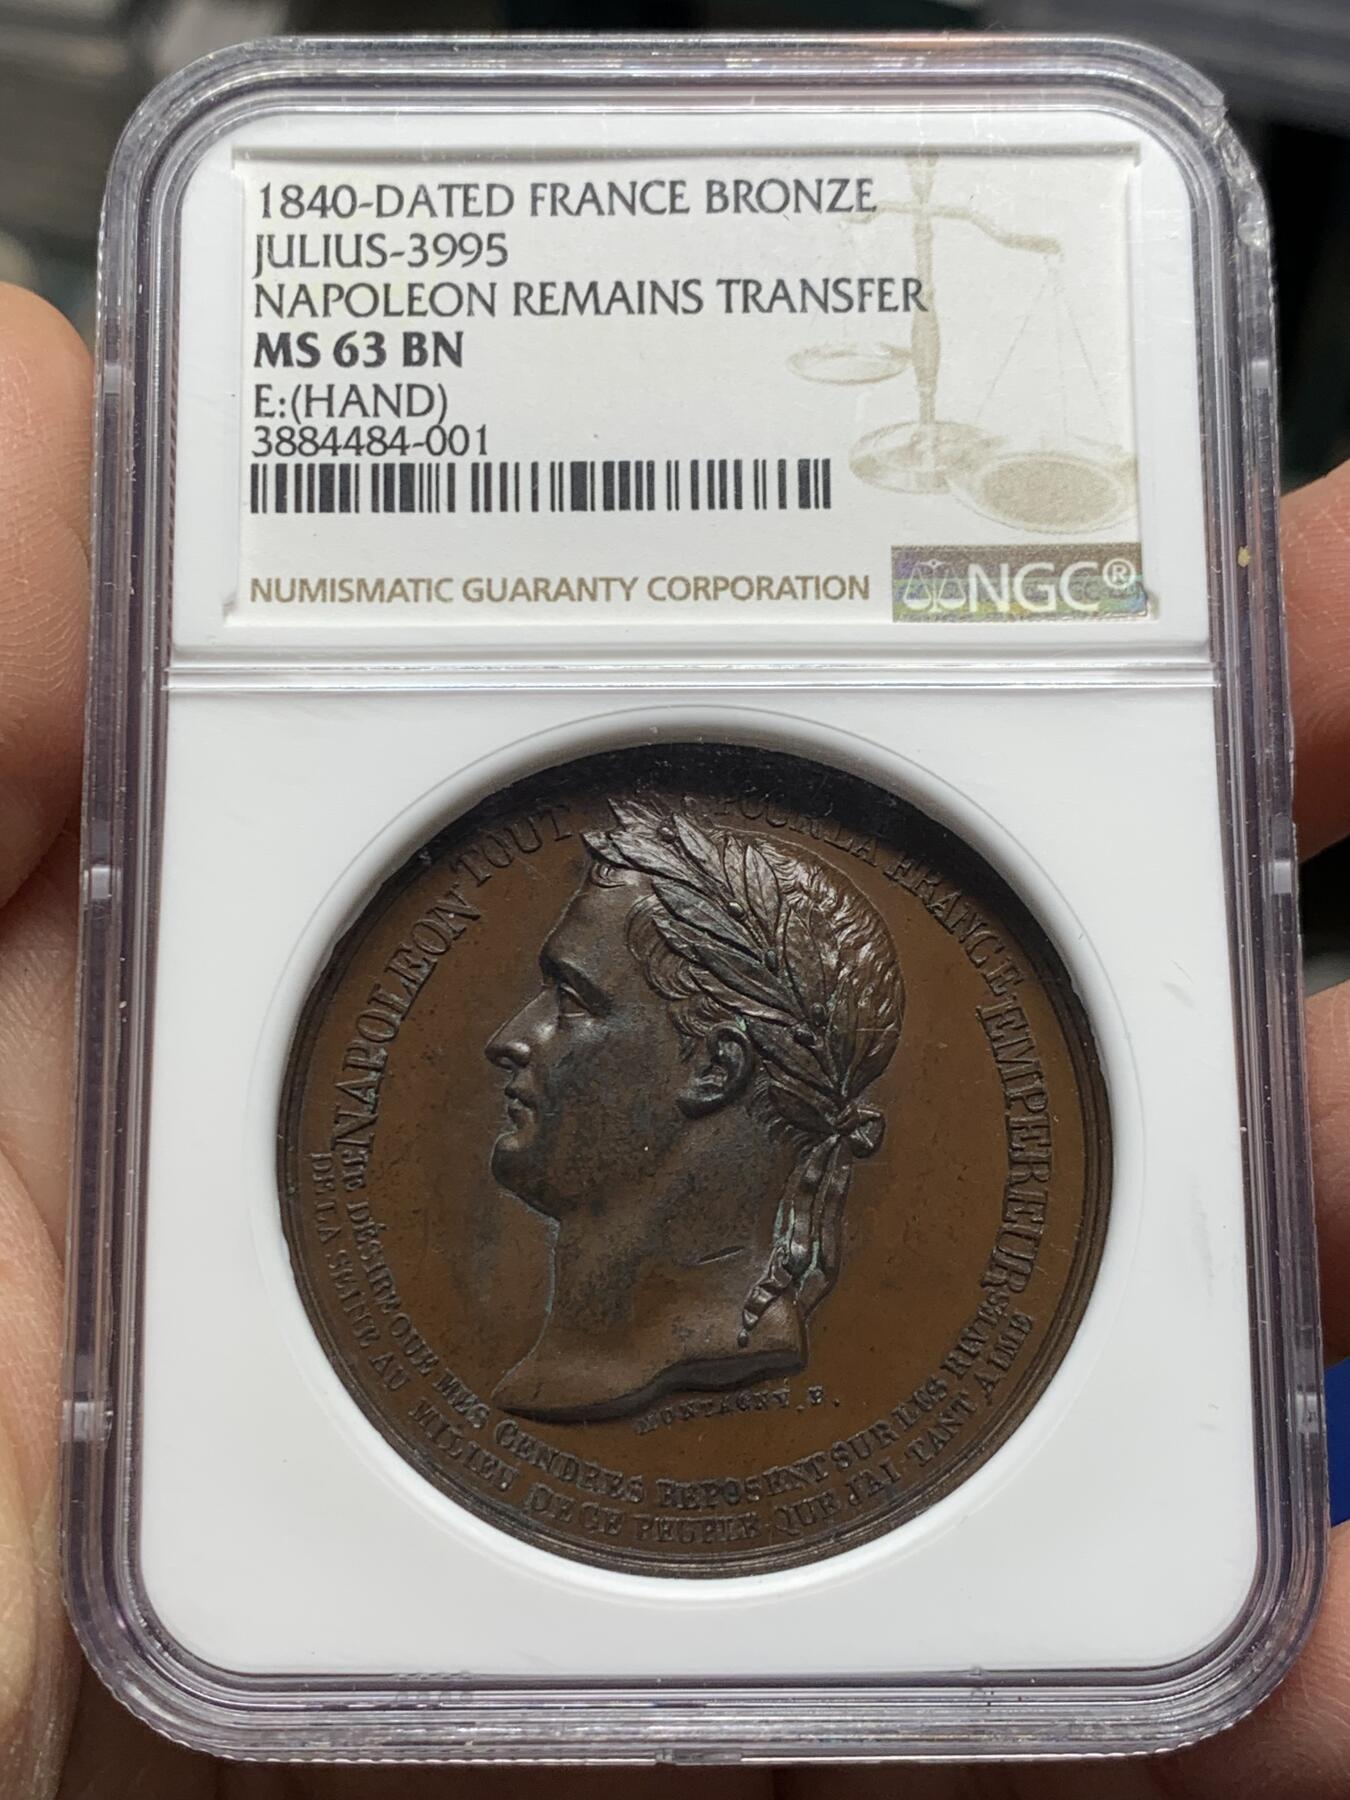 1840-DATED FRANCE BRONZE
JULIUS-3995
NAPOLEON REMAINS TRANSFER
MS 63 BN
E:(HAND)
3884484-001
NUMISMATIC GUARANTY CORPORATION
NGC®
NAPOLEON TOUT POUR LA FRANCE EMPEREUR
JE DÉSIRE QUE MES CENDRES REPOSENT SUR LES RIVES
DE LA SEINE AU MILIEU DE CE PEUPLE QUE J'AI TANT AIMÉ
MONTAGNY. F.